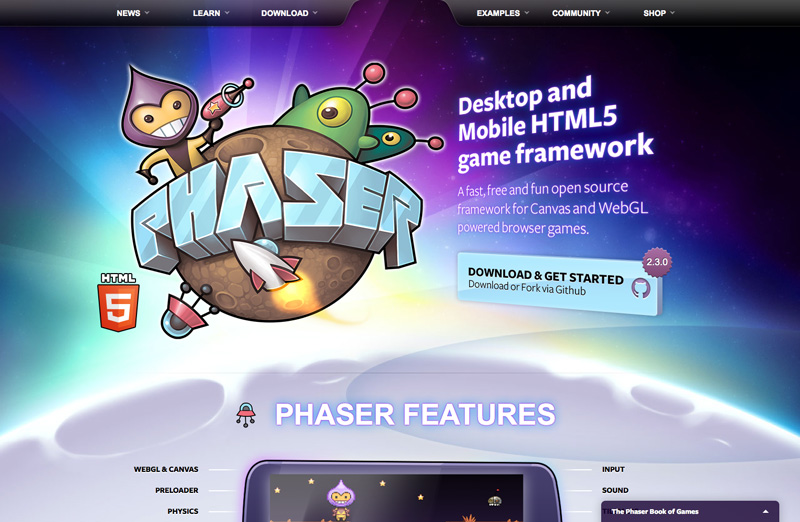 NEWS
LEARN
DOWNLOAD
EXAMPLES
COMMUNITY
SHOP
PHASER
HTML
5
Desktop and
Mobile HTML5
game framework
A fast, free and fun open source
framework for Canvas and WebGL
powered browser games.
2.3.0
DOWNLOAD & GET STARTED
Download or Fork via Github
PHASER FEATURES
WEBGL & CANVAS
PRELOADER
PHYSICS
INPUT
SOUND
The Phaser Book of Games